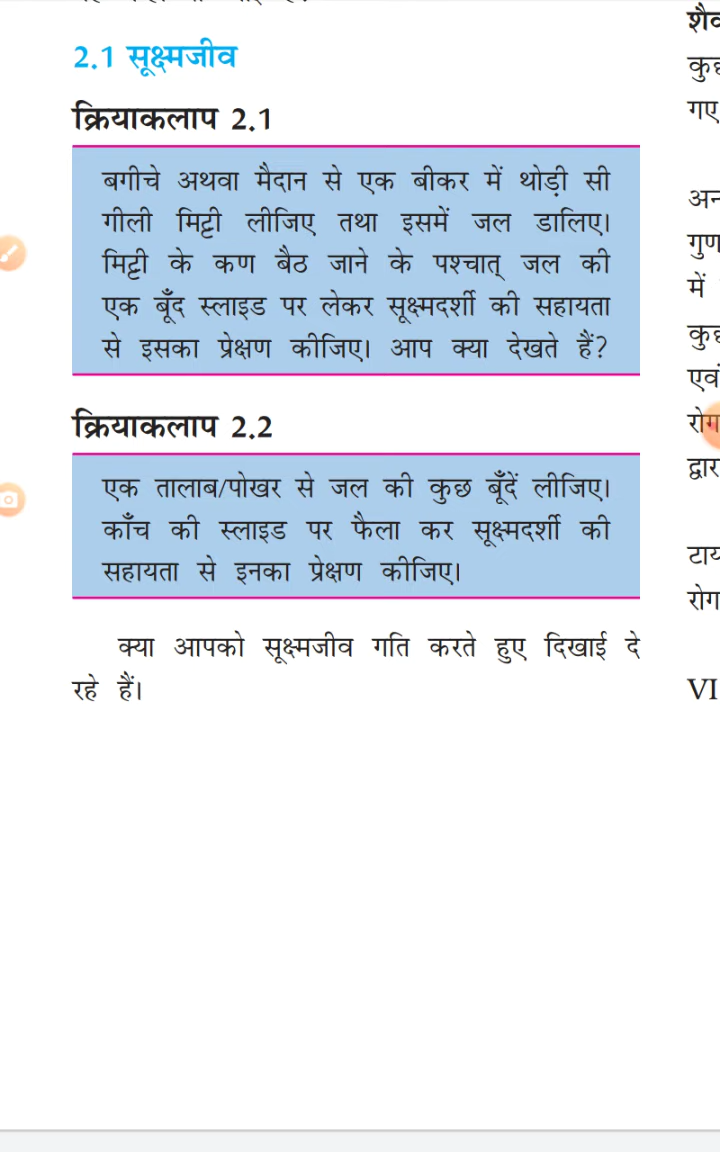 2.1 सूक्ष्मजीव
क्रियाकलाप 2.1
बगीचे अथवा मैदान से एक बीकर में थोड़ी सी
गीली मिट्टी लीजिए तथा इसमें जल डालिए।
मिट्टी के कण बैठ जाने के पश्चात् जल की
एक बूँद स्लाइड पर लेकर सूक्ष्मदर्शी की सहायता
से इसका प्रेक्षण कीजिए। आप क्या देखते हैं?
क्रियाकलाप 2.2
एक तालाब/पोखर से जल की कुछ बूँदें लीजिए।
काँच की स्लाइड पर फैला कर सूक्ष्मदर्शी की
सहायता से इनका प्रेक्षण कीजिए।
क्या आपको सूक्ष्मजीव गति करते हुए दिखाई दे
रहे हैं।
गए
में
VI